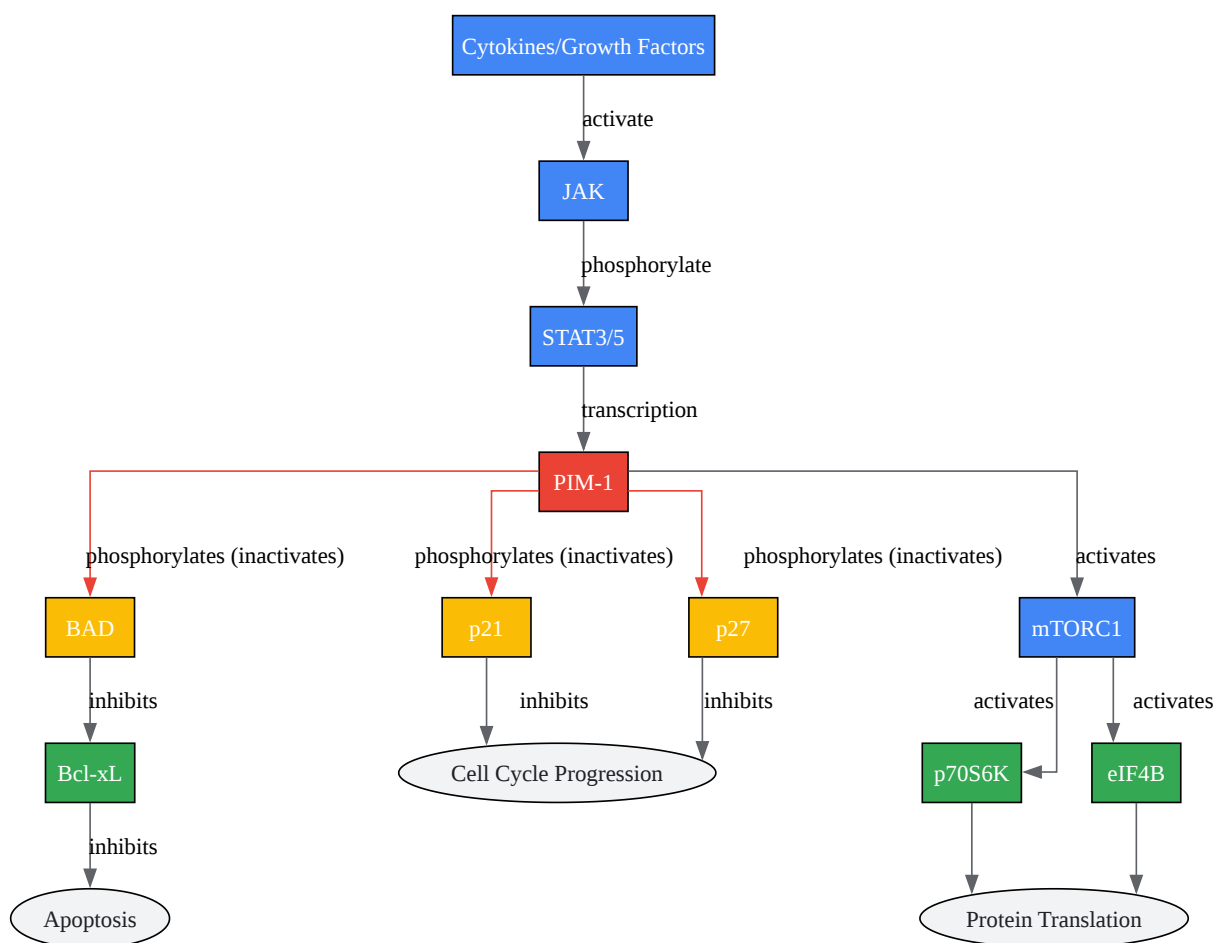 Cytokines/Growth Factors
activate
JAK
phosphorylate
STAT3/5
transcription
PIM-1
phosphorylates (inactivates)
phosphorylates (inactivates)
phosphorylates (inactivates)
activates
BAD
p21
p27
mTORC1
inhibits
inhibits
inhibits
activates
activates
Bcl-xL
Cell Cycle Progression
p70S6K
eIF4B
inhibits
Apoptosis
Protein Translation